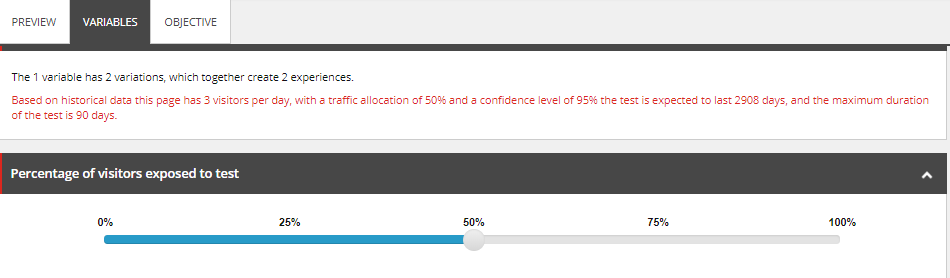 PREVIEW VARIABLES OBJECTIVE
The 1 variable has 2 variations, which together create 2 experiences.
Based on historical data this page has 3 visitors per day, with a traffic allocation of 50% and a confidence level of 95% the test is expected to last 2908 days, and the maximum duration
of the test is 90 days.
Percentage of visitors exposed to test
0% 25% 50% 75% 100%